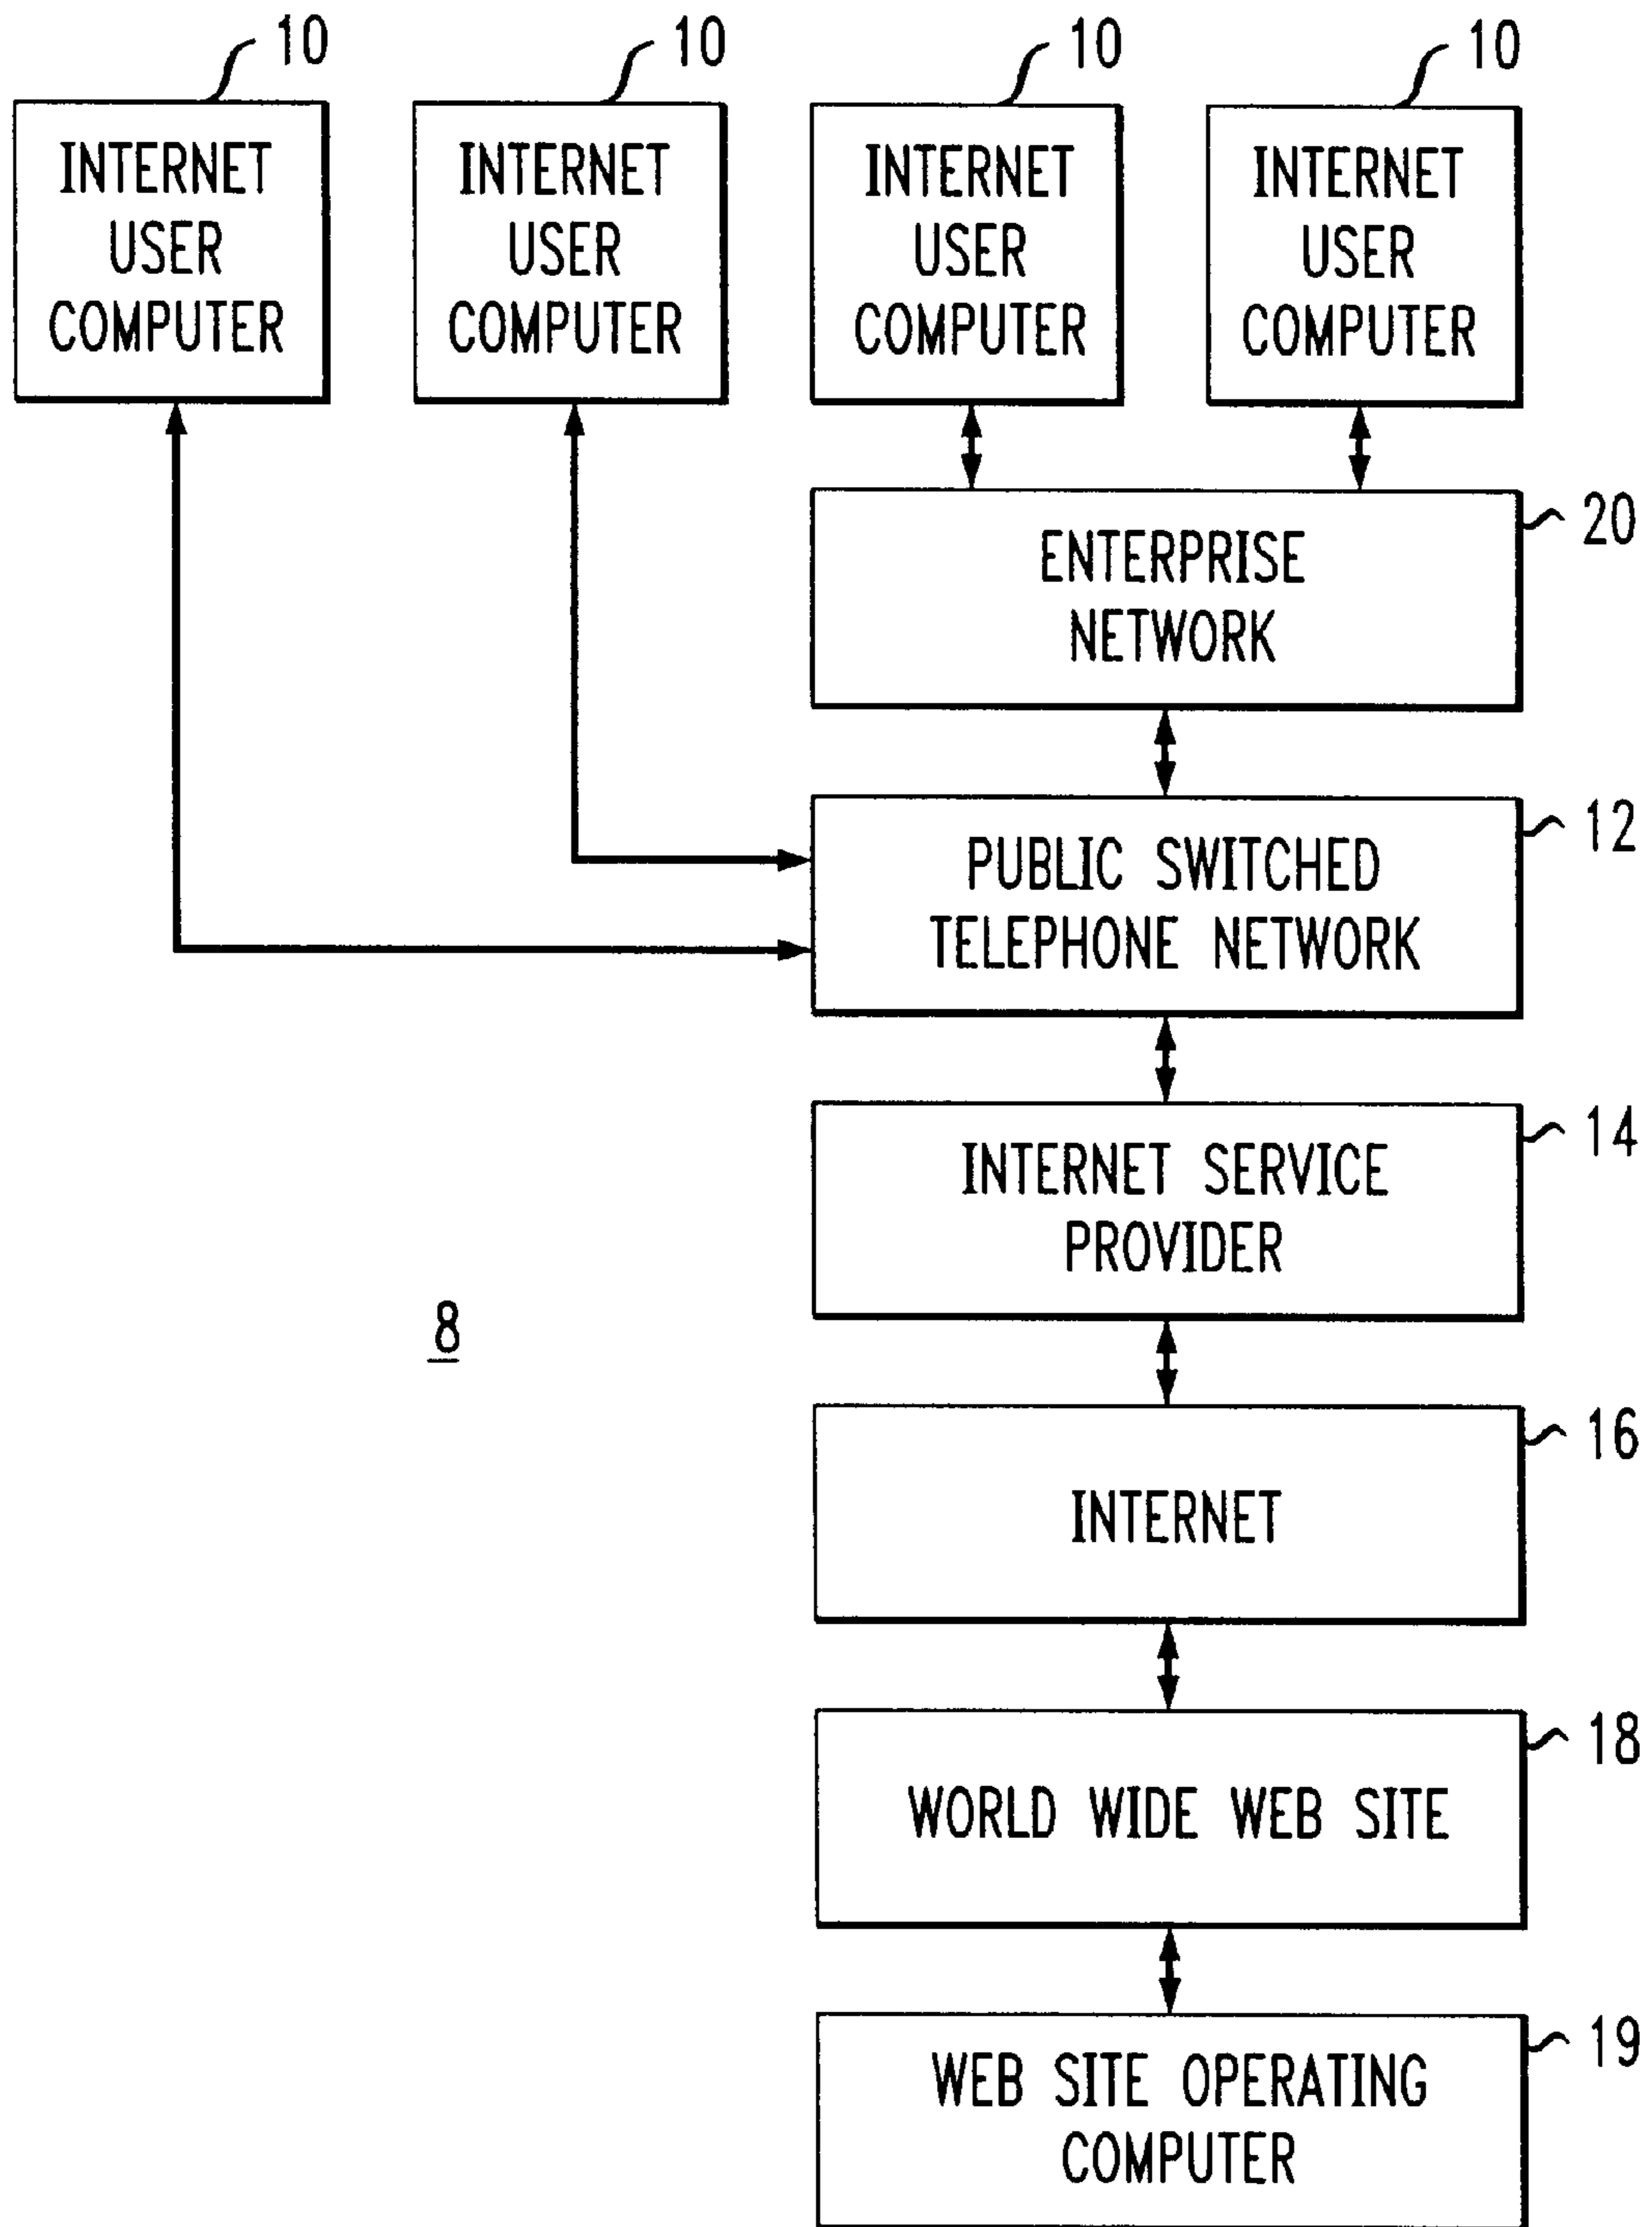 10 10 10 10
INTERNET USER COMPUTER
INTERNET USER COMPUTER
INTERNET USER COMPUTER
INTERNET USER COMPUTER
20
ENTERPRISE
NETWORK
12
PUBLIC SWITCHED
TELEPHONE NETWORK
14
INTERNET SERVICE
PROVIDER
8
16
INTERNET
18
WORLD WIDE WEB SITE
19
WEB SITE OPERATING
COMPUTER